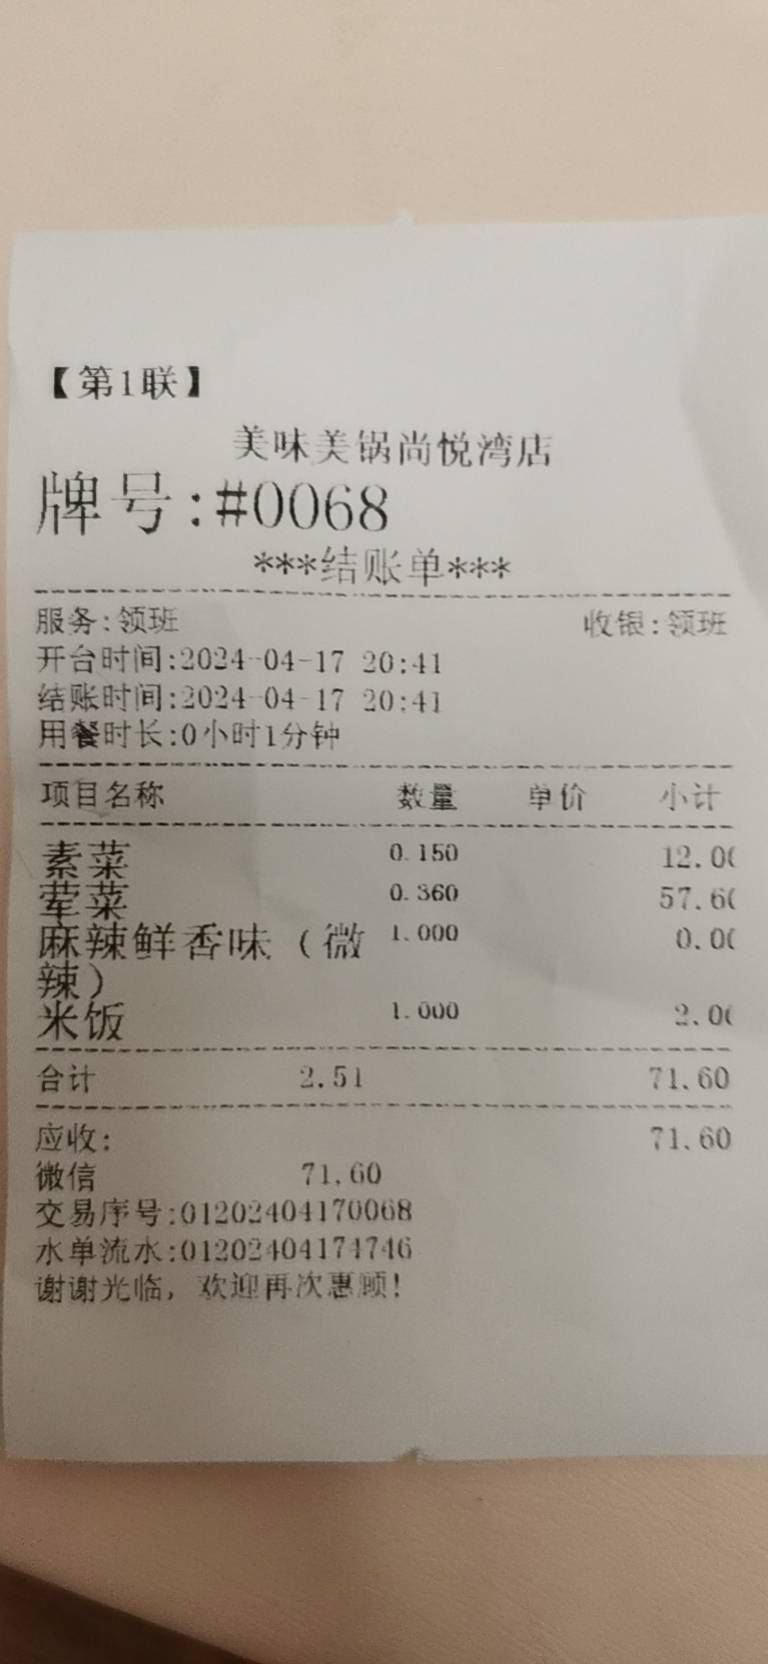 【第1联】
美味美锅尚悦湾店
牌号:#0068
***结账单***
服务:领班 收银:领班
开台时间:2024-04-17 20:41
结账时间:2024-04-17 20:41
用餐时长:0小时1分钟
项目名称 数量 单价 小计
素菜 0.150 12.00
荤菜 0.360 57.60
麻辣鲜香味（微 1.000 0.00
辣）
米饭 1.000 2.00
合计 2.51 71.60
应收: 71.60
微信 71.60
交易序号:01202404170068
水单流水:01202404174746
谢谢光临，欢迎再次惠顾!